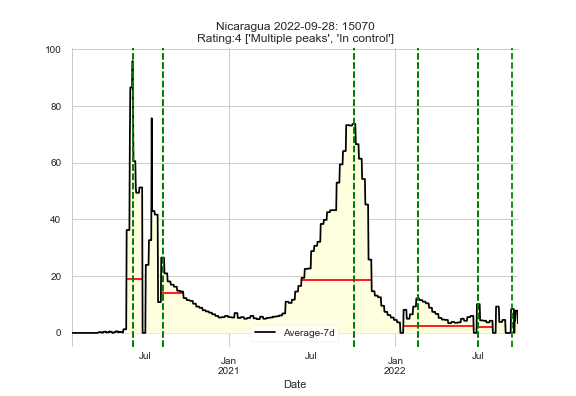 Nicaragua 2022-09-28: 15070
Rating:4 ['Multiple peaks', 'In control']
100
80
60
40
20
0
Jul
Jan
2021
Jul
Jan
2022
Jul
Average-7d
Date